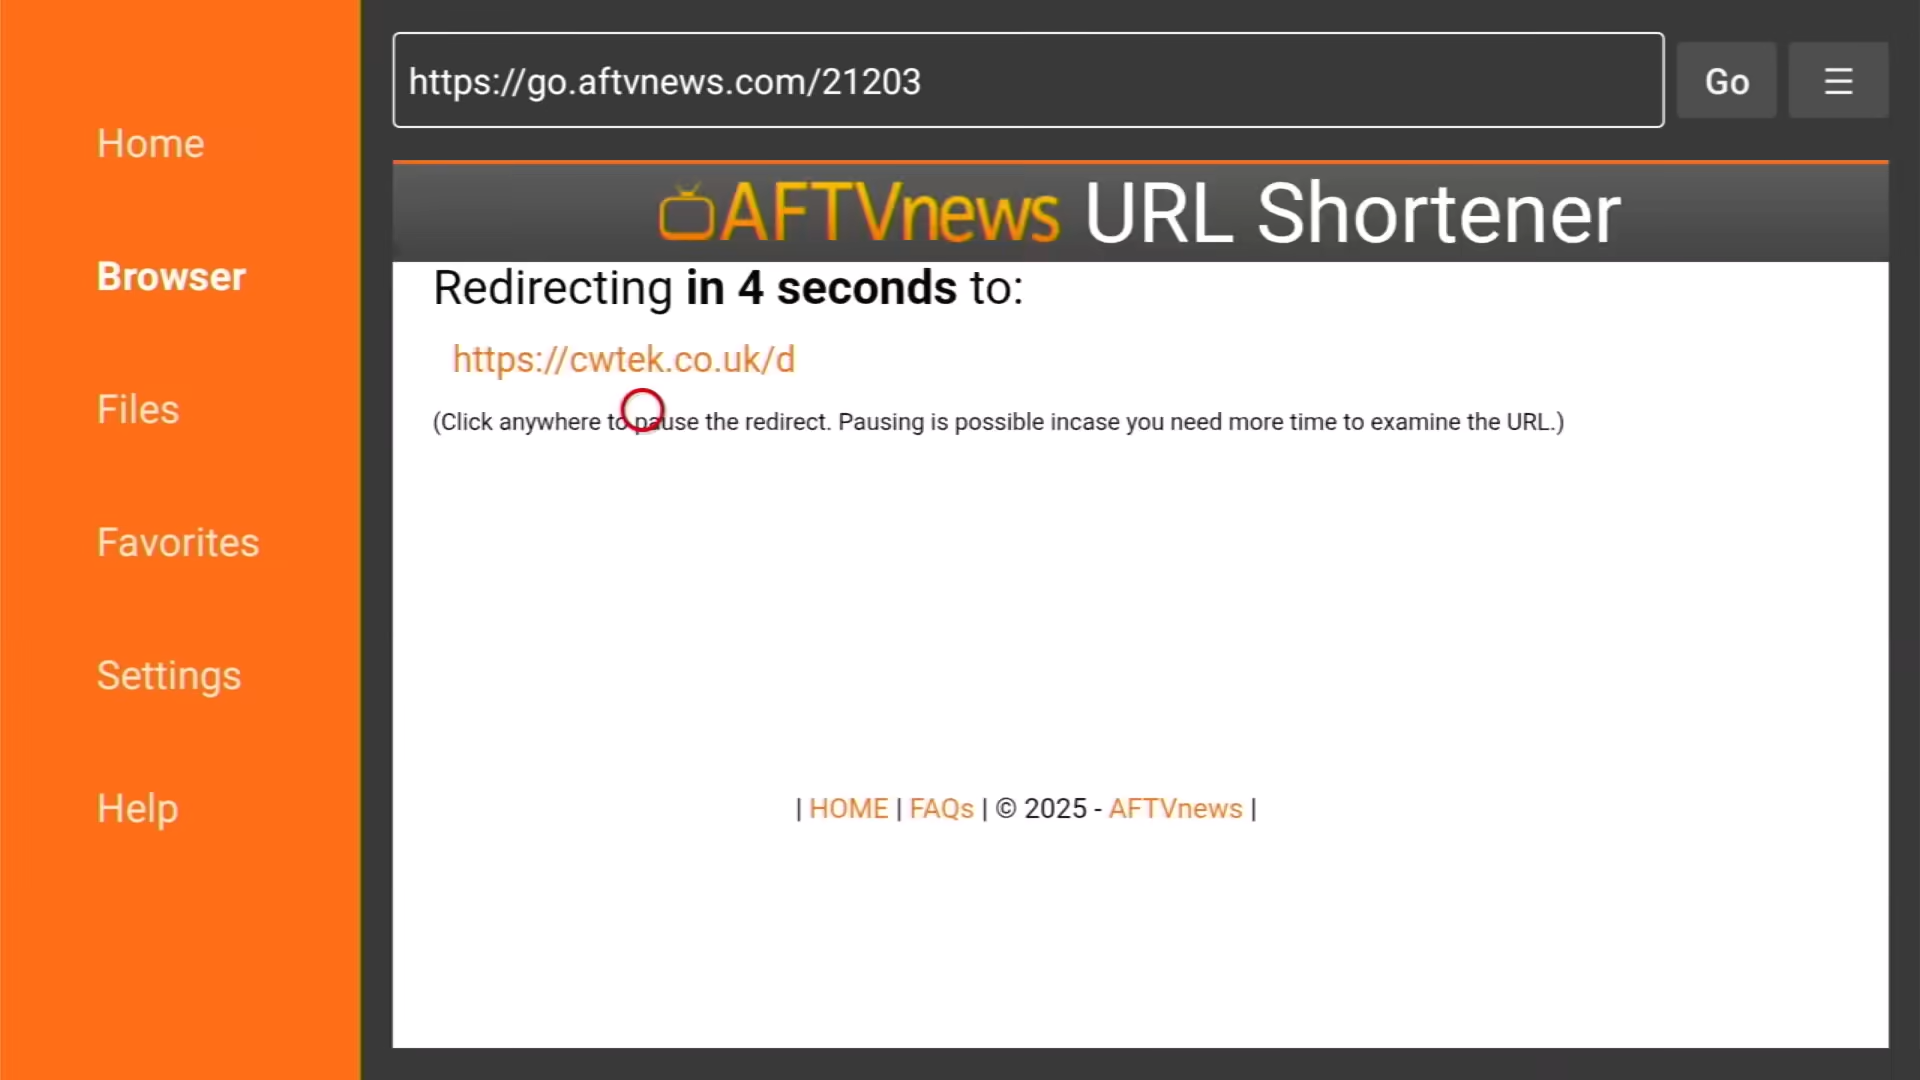 https://go.aftvnews.com/21203
Go
Home
Browser
Files
Favorites
Settings
Help
AFTVnews URL Shortener
Redirecting in 4 seconds to:
https://cwtek.co.uk/d
(Click anywhere to pause the redirect. Pausing is possible incase you need more time to examine the URL.)
| HOME | FAQs | © 2025 - AFTVnews |